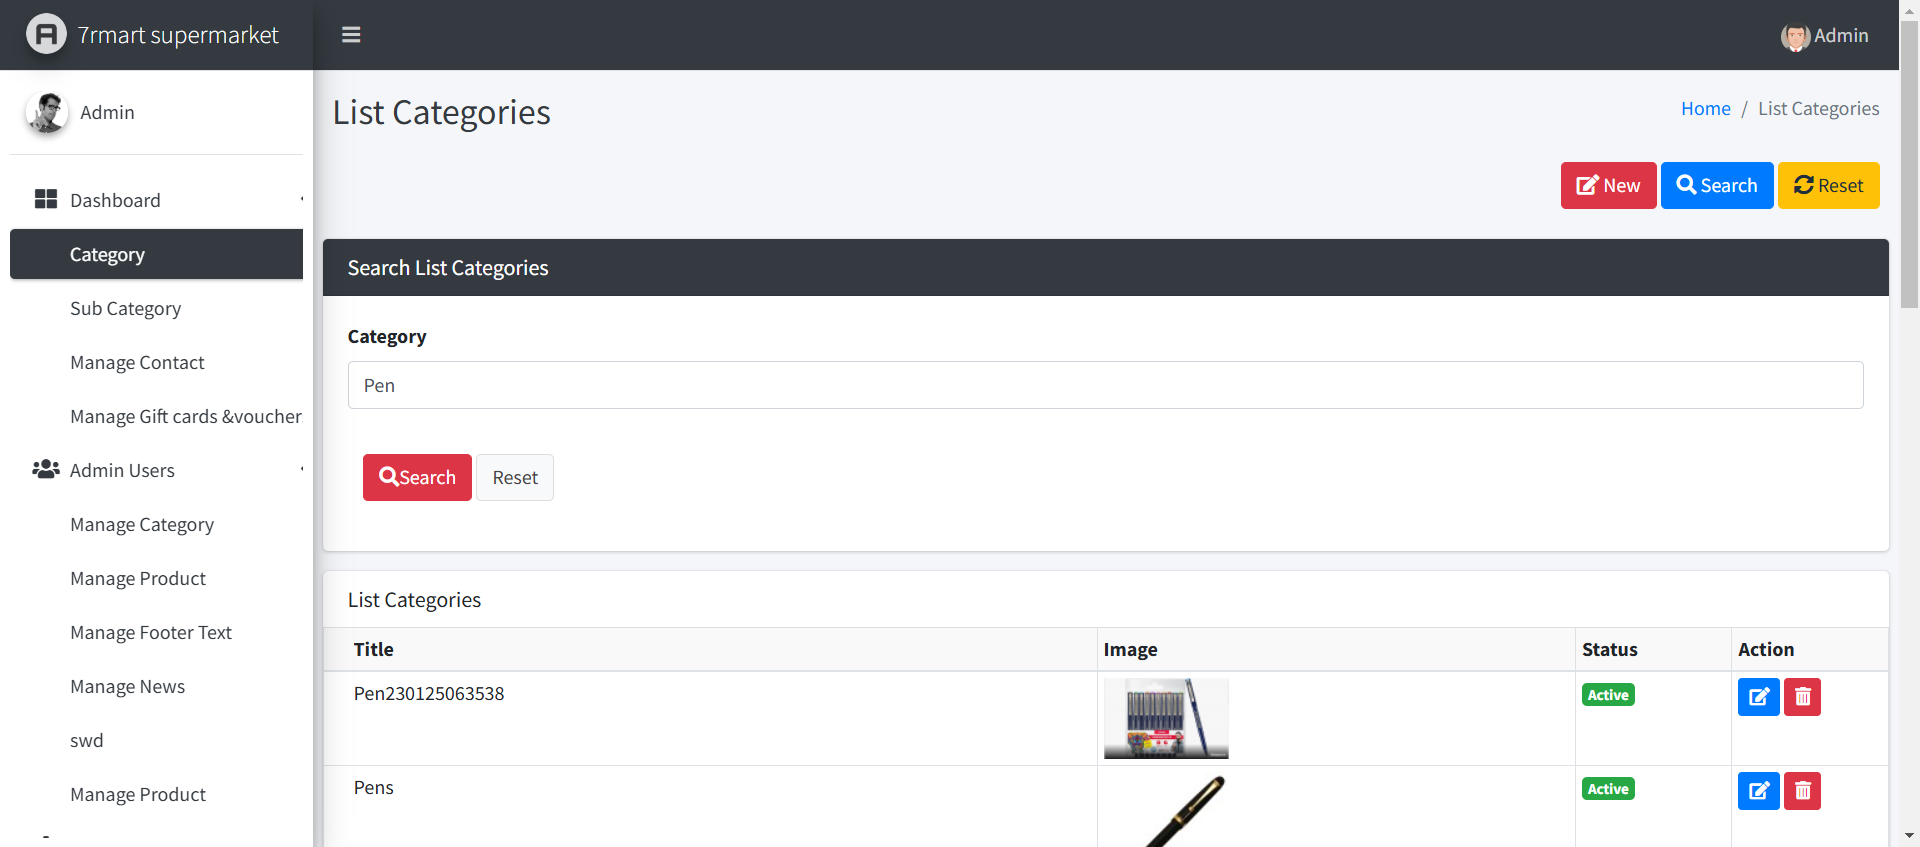 7rmart supermarket
Admin
Admin
List Categories
Home / List Categories
New
Search
Reset
Dashboard
Category
Sub Category
Manage Contact
Manage Gift cards &voucher
Admin Users
Manage Category
Manage Product
Manage Footer Text
Manage News
swd
Manage Product
Search List Categories
Category
Pen
Search
Reset
List Categories
Title Image Status Action
Pen230125063538 Active
Pens Active